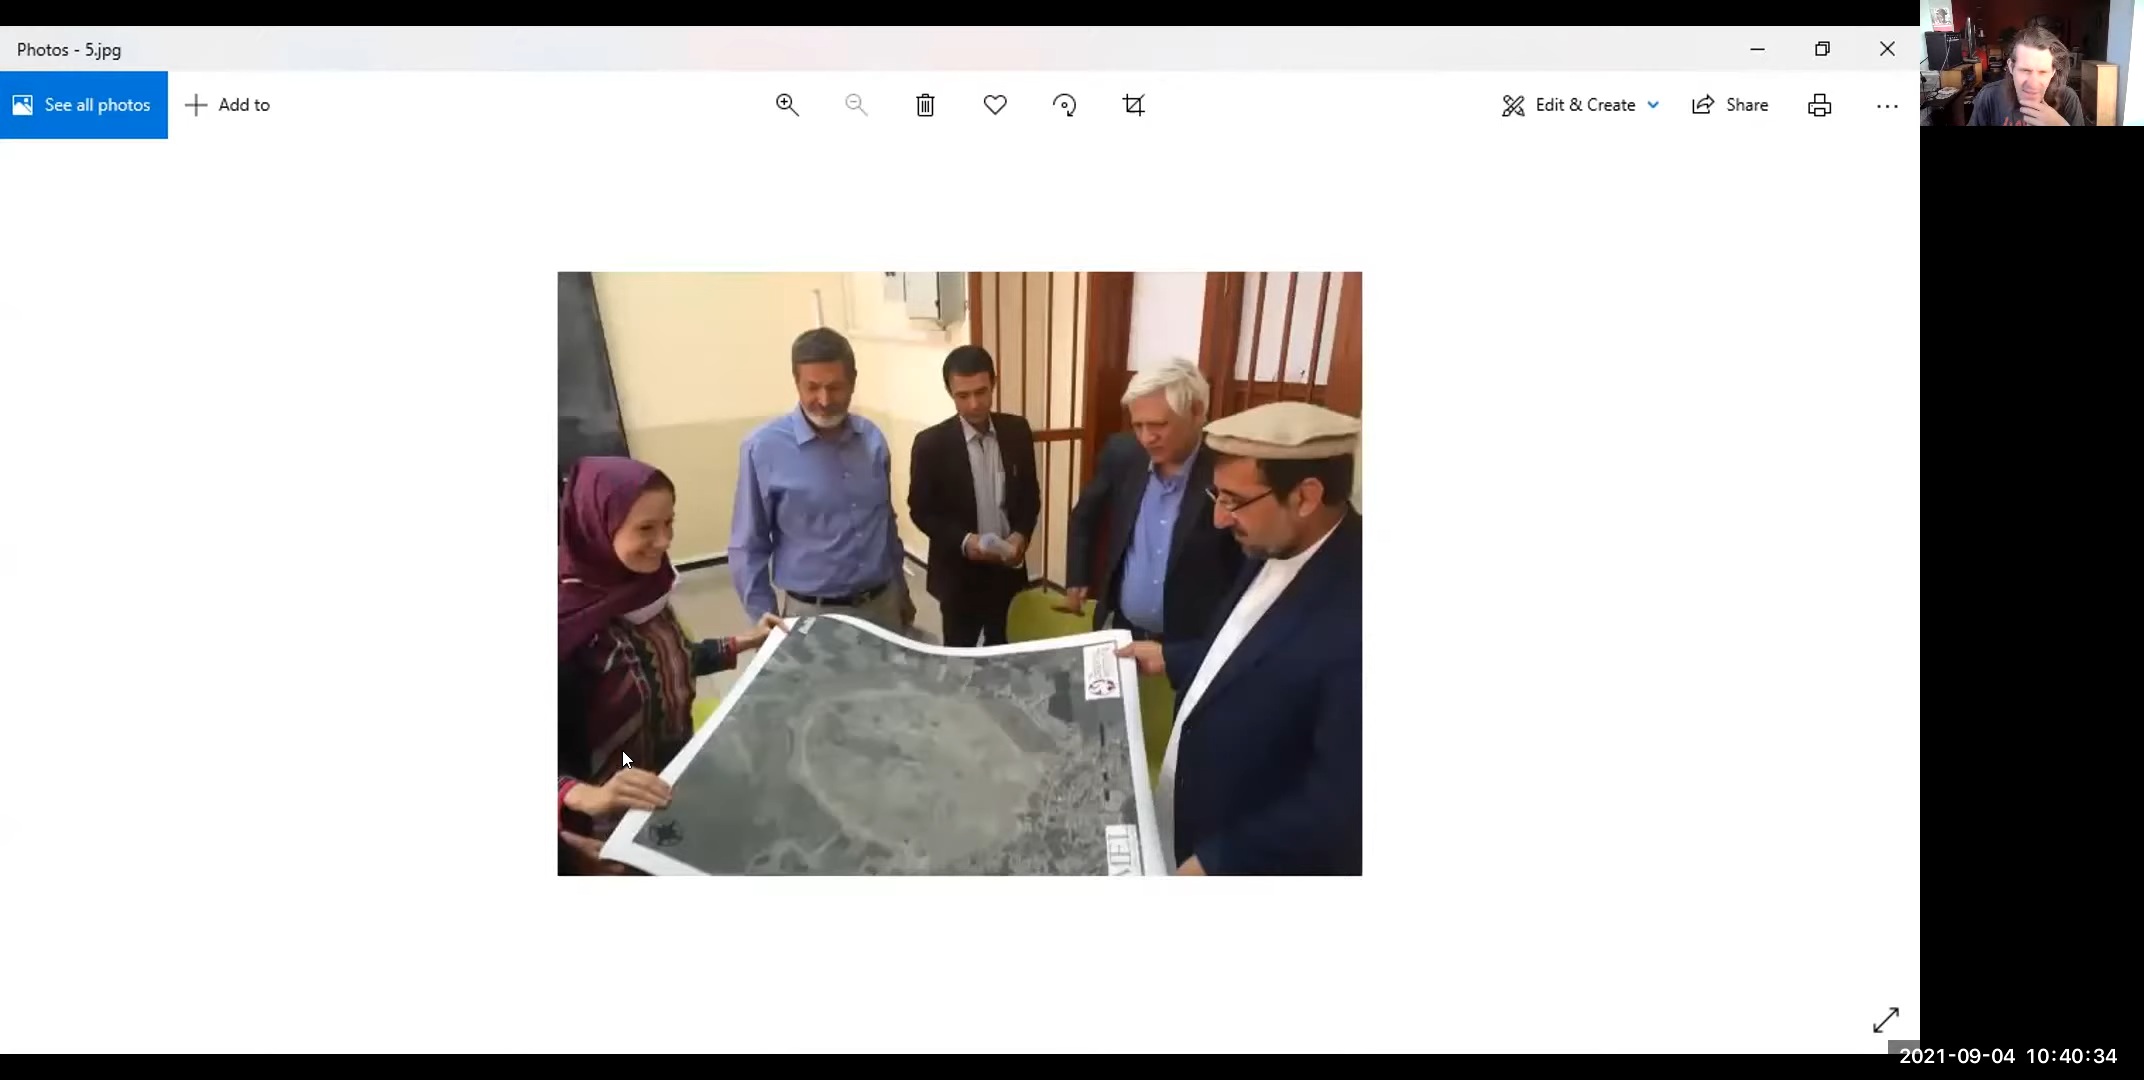 Photos - 5.jpg
See all photos
Add to
Edit & Create
Share
2021-09-04 10:40:34